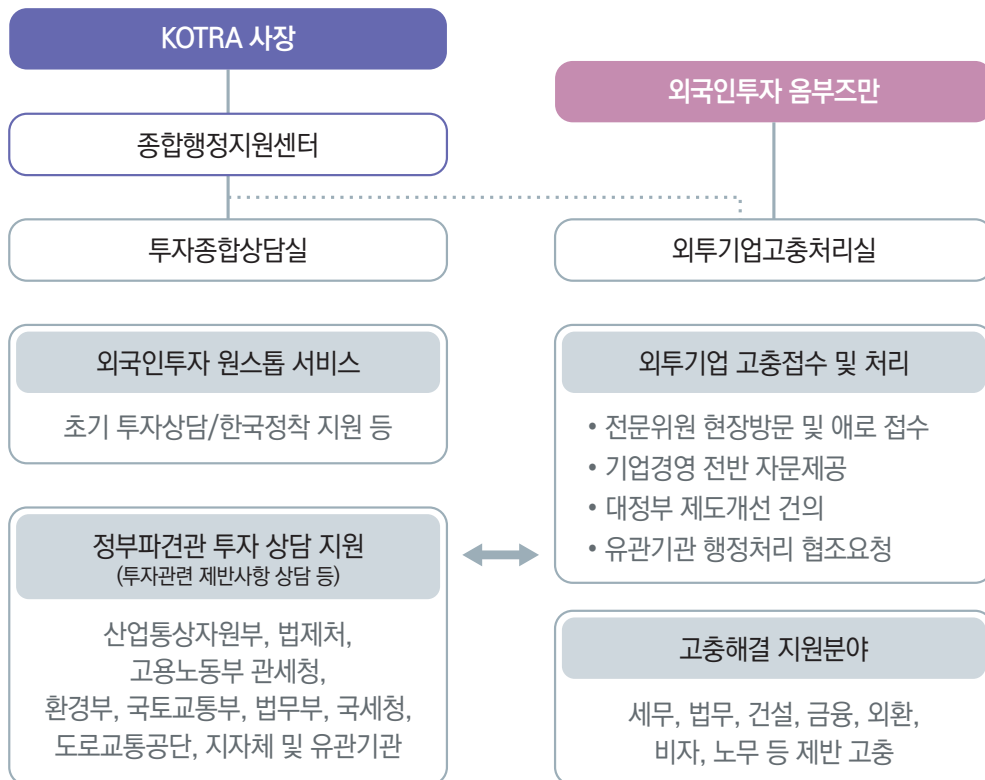 KOTRA 사장
외국인투자 옴부즈만
종합행정지원센터
투자종합상담실
외투기업고충처리실
외국인투자 원스톱 서비스
초기 투자상담/한국정착 지원 등
정부파견관 투자 상담 지원
(투자관련 제반사항 상담 등)
산업통상자원부, 법제처,
고용노동부 관세청,
환경부, 국토교통부, 법무부, 국세청,
도로교통공단, 지자체 및 유관기관
외투기업 고충접수 및 처리
• 전문위원 현장방문 및 애로 접수
• 기업경영 전반 자문제공
• 대정부 제도개선 건의
• 유관기관 행정처리 협조요청
고충해결 지원분야
세무, 법무, 건설, 금융, 외환,
비자, 노무 등 제반 고충